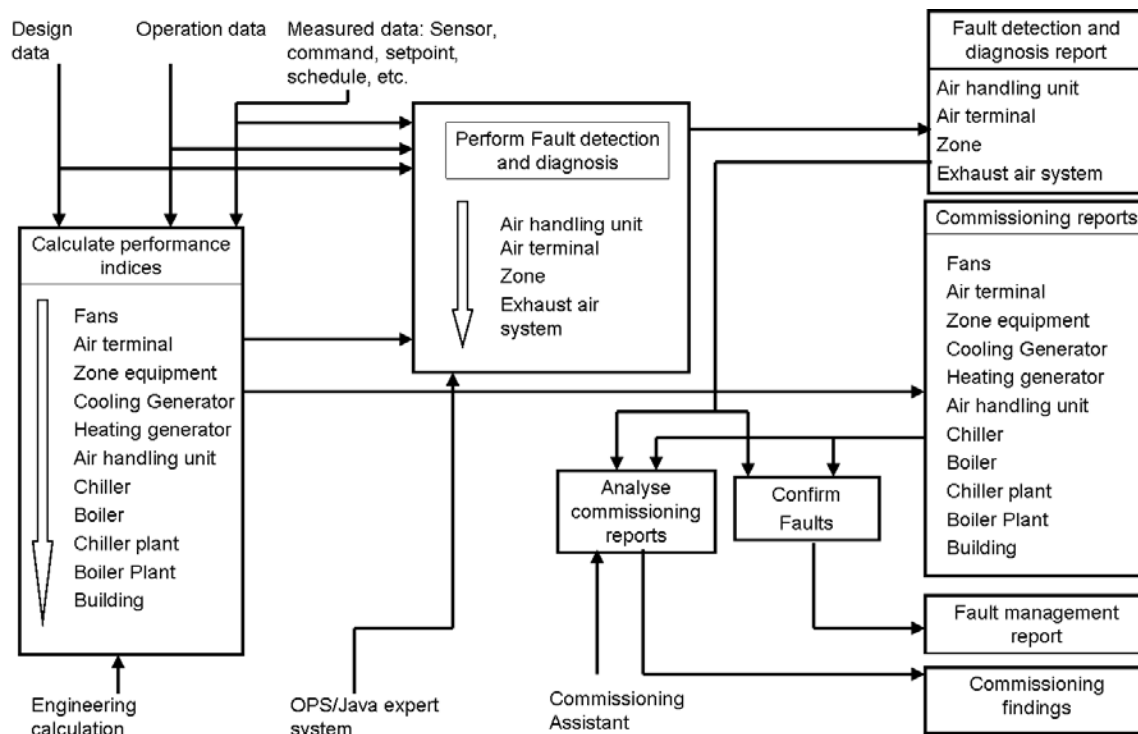 Design
data
Operation data
Measured data: Sensor,
command, setpoint,
schedule, etc.
Fault detection and
diagnosis report
Air handling unit
Air terminal
Zone
Exhaust air system
Perform Fault detection
and diagnosis
Air handling unit
Air terminal
Zone
Exhaust air
system
Calculate performance
indices
Fans
Air terminal
Zone equipment
Cooling Generator
Heating generator
Air handling unit
Chiller
Boiler
Chiller plant
Boiler Plant
Building
Commissioning reports
Fans
Air terminal
Zone equipment
Cooling Generator
Heating generator
Air handling unit
Chiller
Boiler
Chiller plant
Boiler Plant
Building
Analyse
commissioning
reports
Confirm
Faults
Fault management
report
Commissioning
findings
Engineering
calculation
OPS/Java expert
system
Commissioning
Assistant